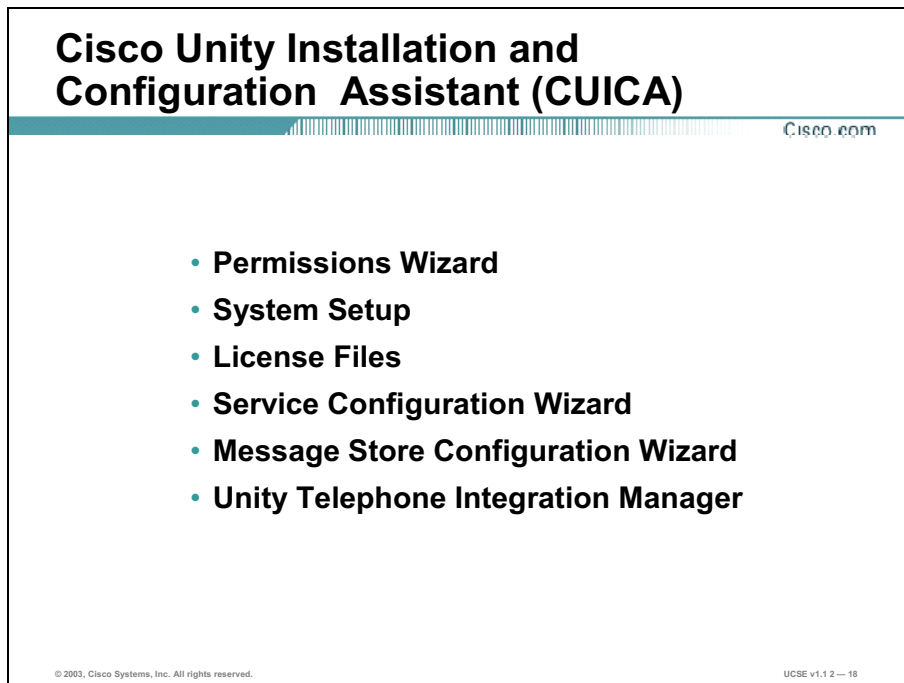 Cisco Unity Installation and
Configuration Assistant (CUICA)
Cisco.com
• Permissions Wizard
• System Setup
• License Files
• Service Configuration Wizard
• Message Store Configuration Wizard
• Unity Telephone Integration Manager
© 2003, Cisco Systems, Inc. All rights reserved.
UCSE v1.1 2 — 18